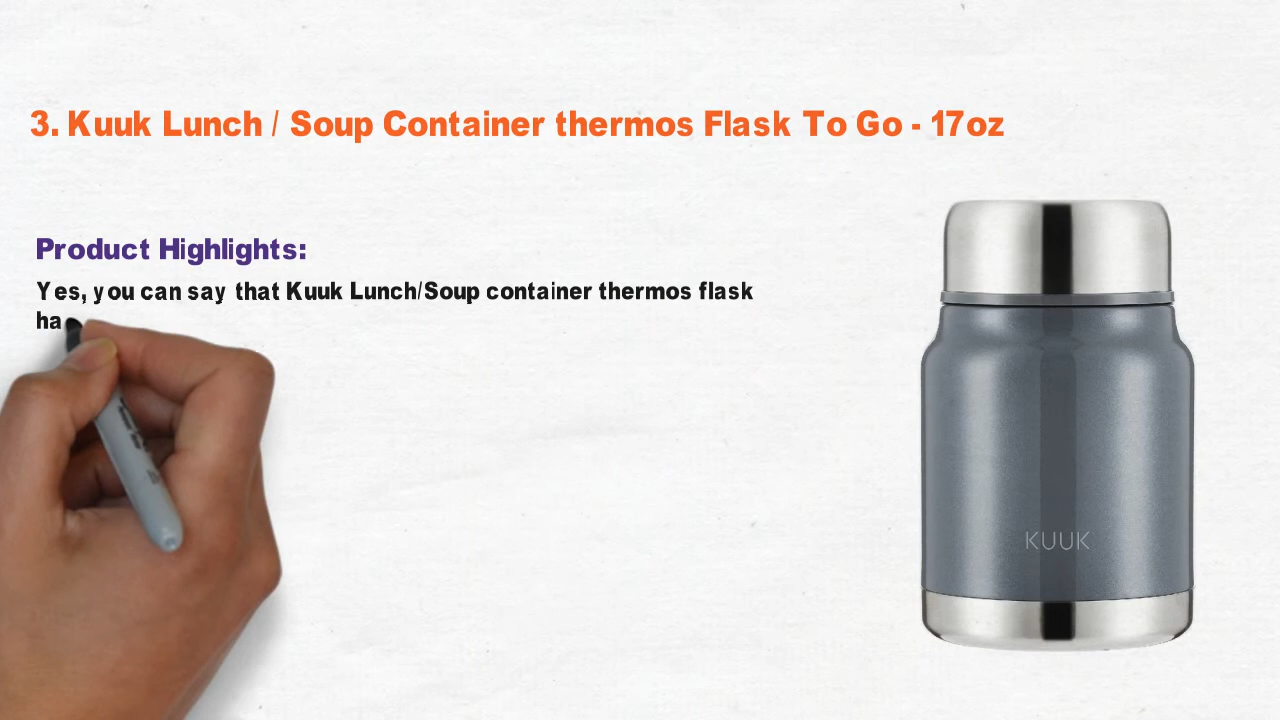 3. Kuuk Lunch / Soup Container thermos Flask To Go - 17oz
Product Highlights:
Yes, you can say that Kuuk Lunch/Soup container thermos flask
ha
KUUK